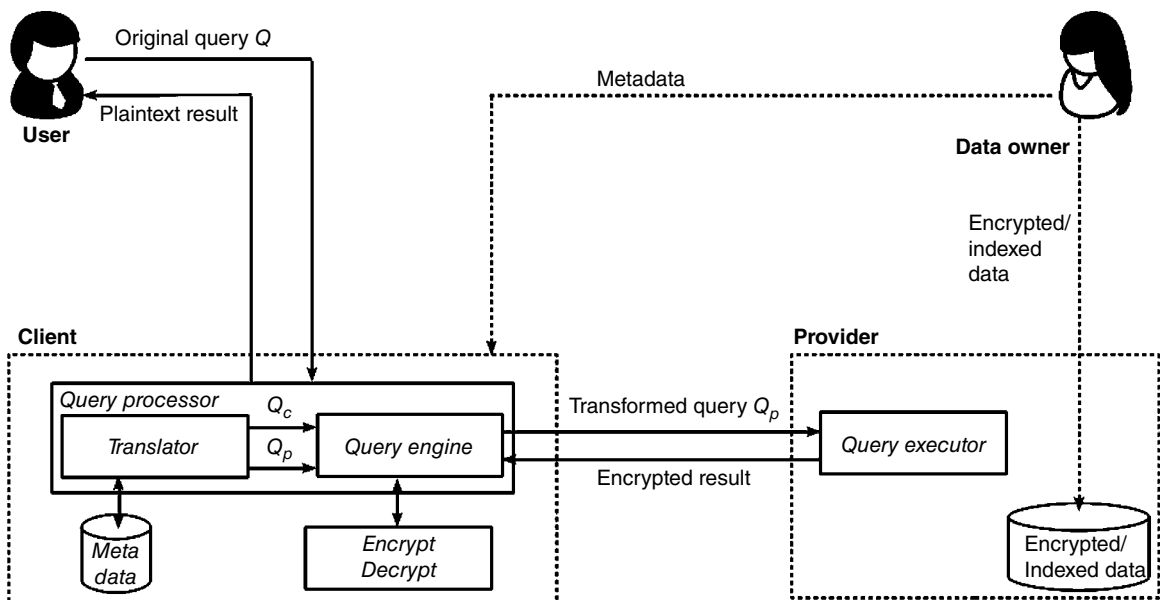 Original query Q
Plaintext result
User
Metadata
Data owner
Encrypted/
indexed
data
Client
Provider
Query processor
Translator
Qc
Qp
Query engine
Transformed query Qp
Encrypted result
Query executor
Meta
data
Encrypt
Decrypt
Encrypted/
Indexed data